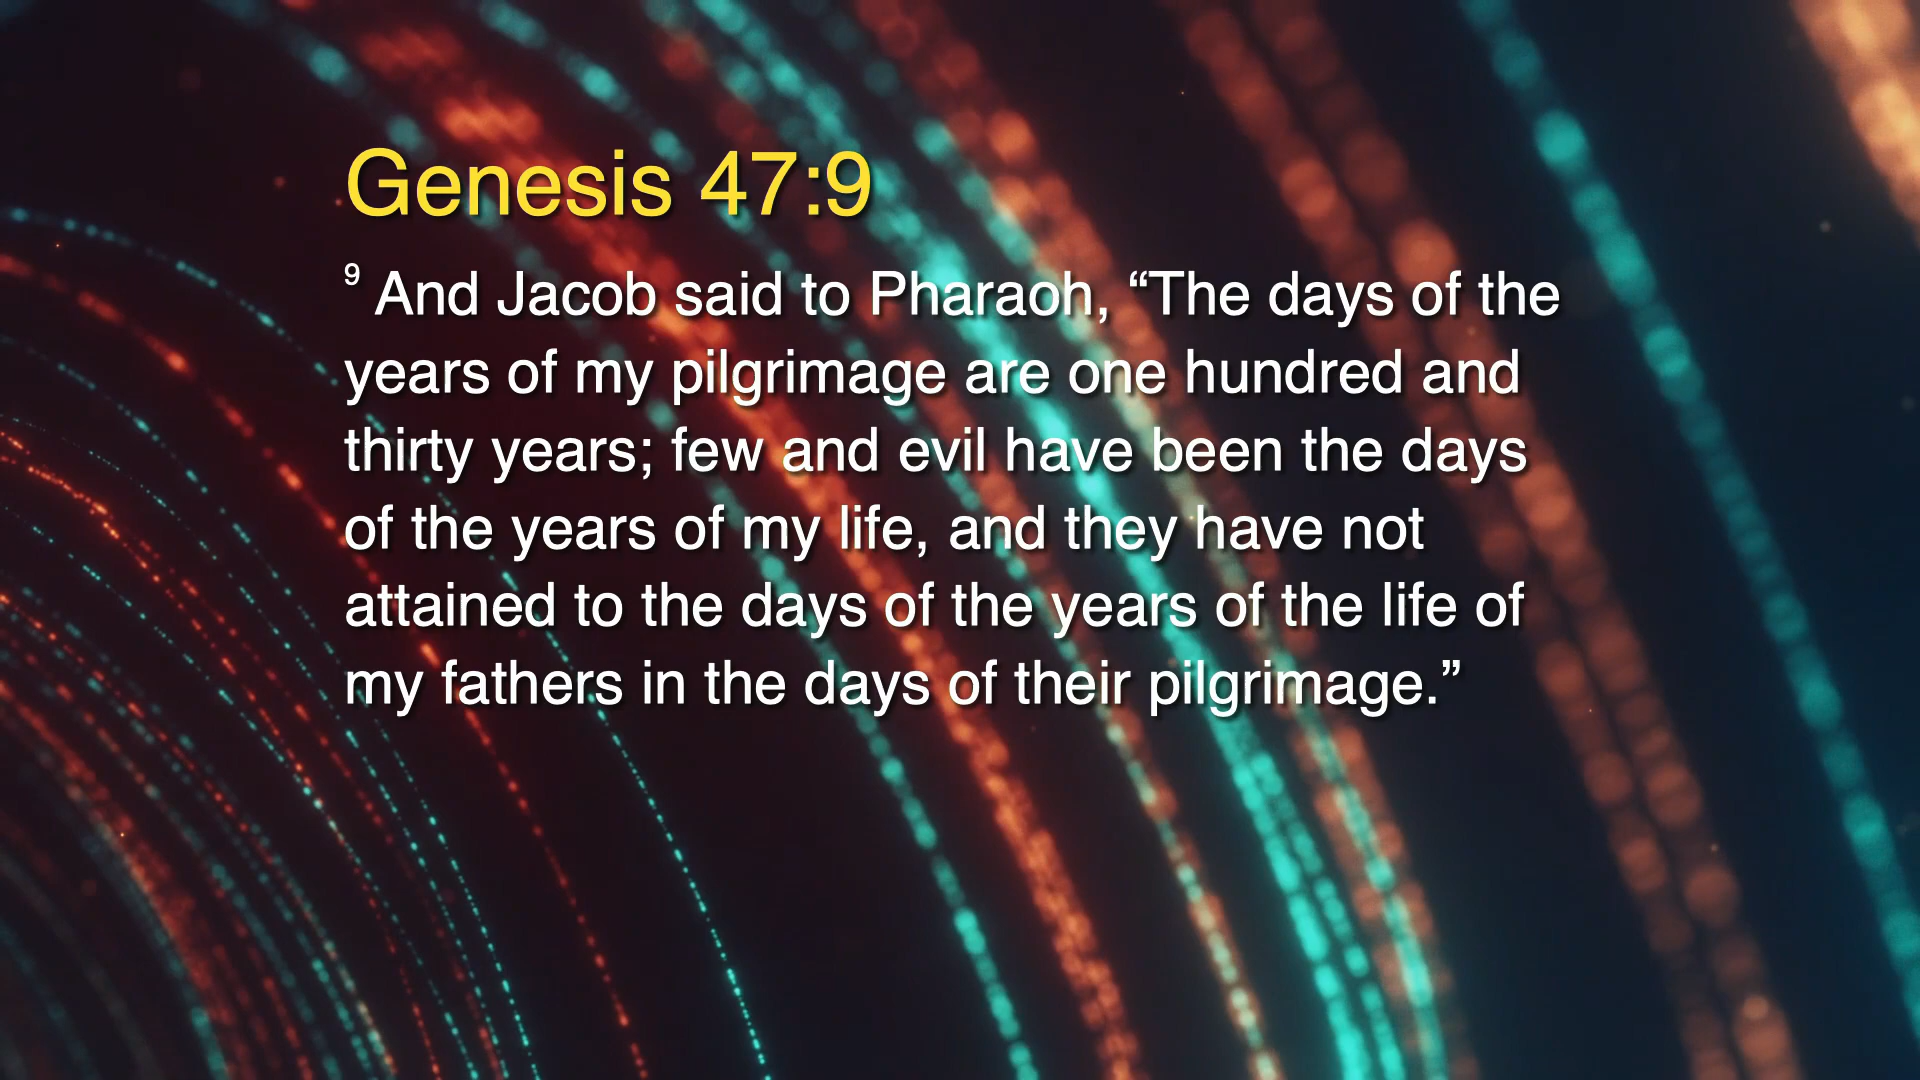 Genesis 47:9
9 And Jacob said to Pharaoh, “The days of the
years of my pilgrimage are one hundred and
thirty years; few and evil have been the days
of the years of my life, and they have not
attained to the days of the years of the life of
my fathers in the days of their pilgrimage.”